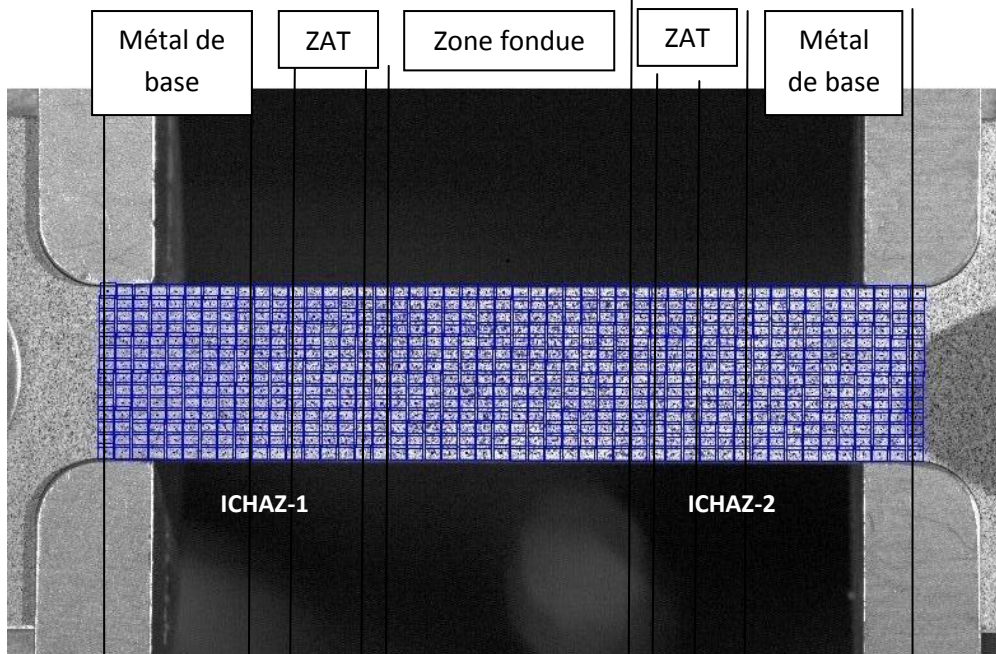 Métal de
base
ZAT
Zone fondue
ZAT
Métal
de base
ICHAZ-1
ICHAZ-2